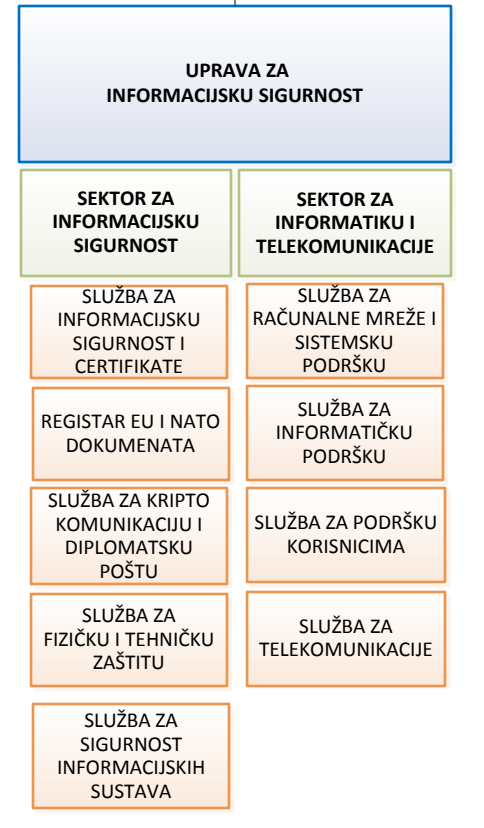 UPRAVA ZA
INFORMACIJSKU SIGURNOST
SEKTOR ZA
INFORMACIJSKU
SIGURNOST
SEKTOR ZA
INFORMATIKU I
TELEKOMUNIKACIJE
SLUŽBA ZA
INFORMACIJSKU
SIGURNOST I
CERTIFIKATE
REGISTAR EU I NATO
DOKUMENATA
SLUŽBA ZA KRIPTO
KOMUNIKACIJU I
DIPLOMATSKU
POŠTU
SLUŽBA ZA
FIZIČKU I TEHNIČKU
ZAŠTITU
SLUŽBA ZA
SIGURNOST
INFORMACIJSKIH
SUSTAVA
SLUŽBA ZA
RAČUNALNE MREŽE I
SISTEMSKU
PODRŠKU
SLUŽBA ZA
INFORMATIČKU
PODRŠKU
SLUŽBA ZA PODRŠKU
KORISNICIMA
SLUŽBA ZA
TELEKOMUNIKACIJE